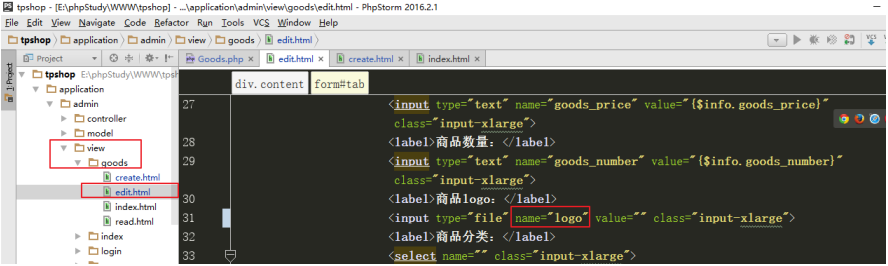 tpshop - [E:\phpStudy\WWW\tpshop] - ...\application\admin\view\goods\edit.html - PhpStorm 2016.2.1
File Edit View Navigate Code Refactor Run Tools VCS Window Help
tpshop application admin view goods edit.html
Project Goods.php × edit.html × create.html × index.html ×
1: Project
tpshop E:\phpStudy\WWW\tpsh
div.content form#tab
application
admin
27 <input type="text" name="goods_price" value="{$info.goods_price}"
controller
class="input-xlarge">
model
28 <label>商品数量：</label>
view
29 <input type="text" name="goods_number" value="{$info.goods_number}"
goods
class="input-xlarge">
create.html
30 <label>商品logo：</label>
edit.html
31 <input type="file" name="logo" value="" class="input-xlarge">
index.html
32 <label>商品分类：</label>
read.html
33 <select name="" class="input-xlarge">
index
login